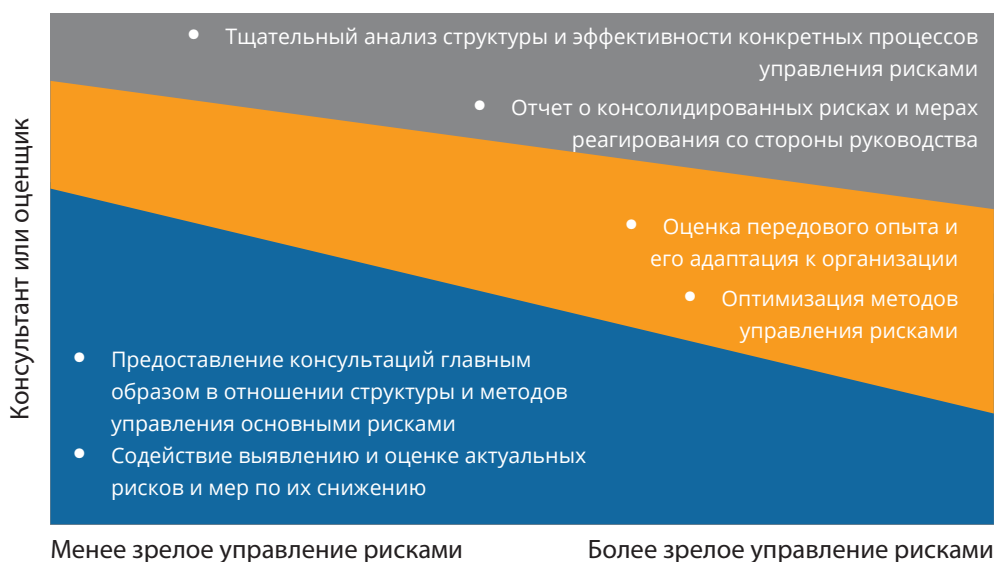 • Тщательный анализ структуры и эффективности конкретных процессов
управления рисками
• Отчет о консолидированных рисках и мерах
реагирования со стороны руководства
• Оценка передового опыта и
его адаптация к организации
• Оптимизация методов
управления рисками
• Предоставление консультаций главным
образом в отношении структуры и методов
управления основными рисками
• Содействие выявлению и оценке актуальных
рисков и мер по их снижению
Консультант или оценщик
Менее зрелое управление рисками
Более зрелое управление рисками